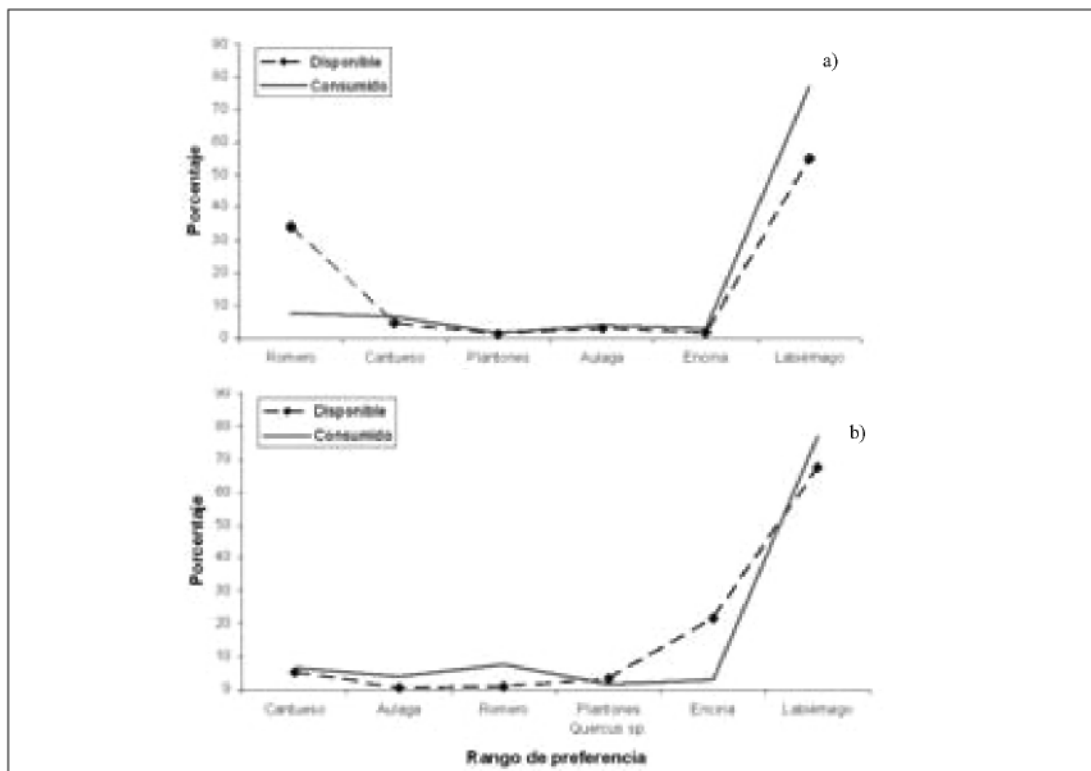 a)
Disponible
Consumido
Porcentaje
90
80
70
60
50
40
30
20
10
0
Romero Cantueso Plantones Aulaga Encina Labiérnago
b)
Disponible
Consumido
Porcentaje
90
80
70
60
50
40
30
20
10
0
Cantueso Aulaga Romero Plantones Encina Labiérnago
Quercus sp.
Rango de preferencia